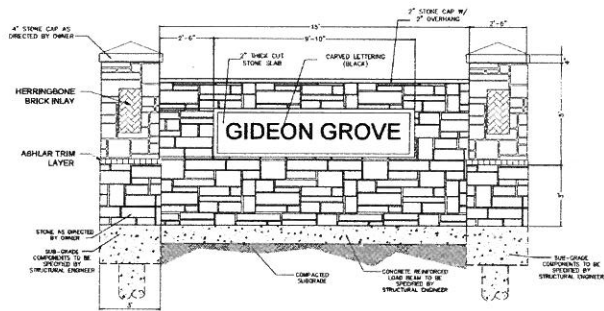 4" STONE CAP AS
DIRECTED BY OWNER
15'
2" STONE CAP W/
2" OVERHANG
2'-6"
2'-6"
9'-10"
2" THICK CUT
STONE SLAB
CARVED LETTERING
(BLACK)
HERRINGBONE
BRICK INLAY
GIDEON GROVE
ASHLAR TRIM
LAYER
STONE AS DIRECTED
BY OWNER
SUB-GRADE
COMPONENTS TO BE
SPECIFIED BY
STRUCTURAL ENGINEER
COMPACTED
SUBGRADE
CONCRETE REINFORCED
LOAD BEAM TO BE
SPECIFIED BY
STRUCTURAL ENGINEER
SUB-GRADE
COMPONENTS TO BE
SPECIFIED BY
STRUCTURAL ENGINEER